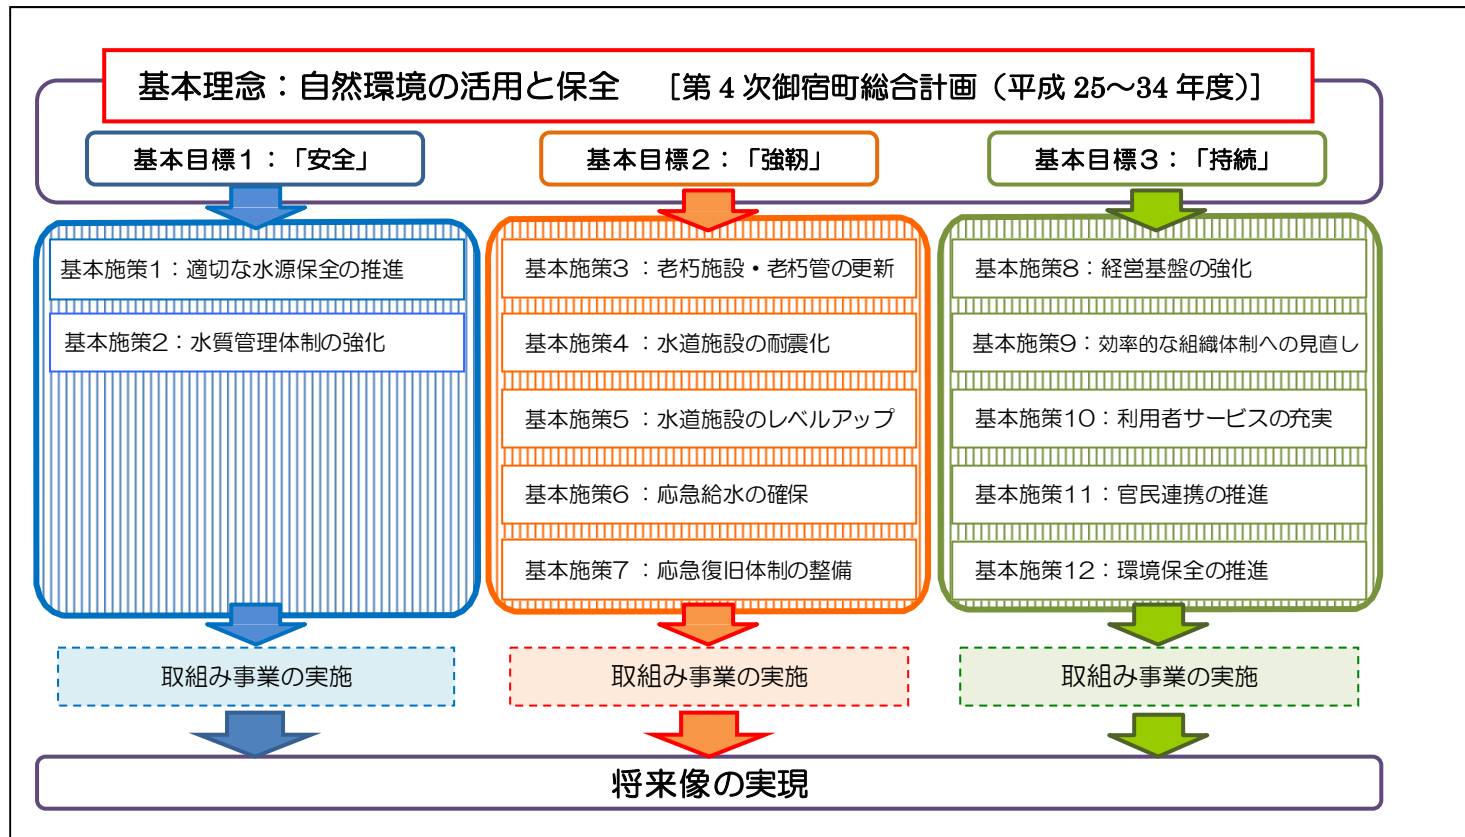 基本理念：自然環境の活用と保全　[第４次御宿町総合計画（平成 25～34 年度）]
基本目標１：「安全」
基本施策1：適切な水源保全の推進
基本施策2：水質管理体制の強化
取組み事業の実施
基本目標２：「強靭」
基本施策3：老朽施設・老朽管の更新
基本施策4：水道施設の耐震化
基本施策5：水道施設のレベルアップ
基本施策6：応急給水の確保
基本施策7：応急復旧体制の整備
取組み事業の実施
基本目標３：「持続」
基本施策8：経営基盤の強化
基本施策9：効率的な組織体制への見直し
基本施策10：利用者サービスの充実
基本施策11：官民連携の推進
基本施策12：環境保全の推進
取組み事業の実施
将来像の実現